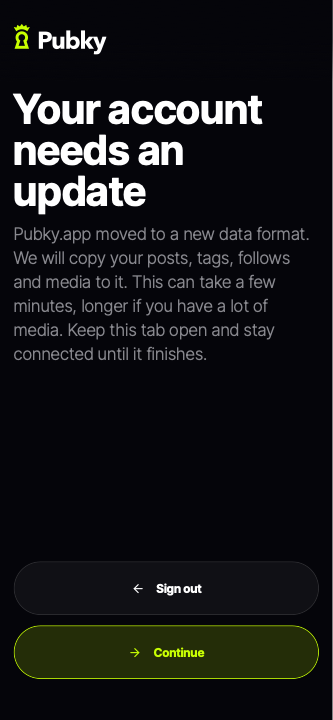 Pubky
Your account
needs an
update
Pubky.app moved to a new data format.
We will copy your posts, tags, follows
and media to it. This can take a few
minutes, longer if you have a lot of
media. Keep this tab open and stay
connected until it finishes.
Sign out
Continue